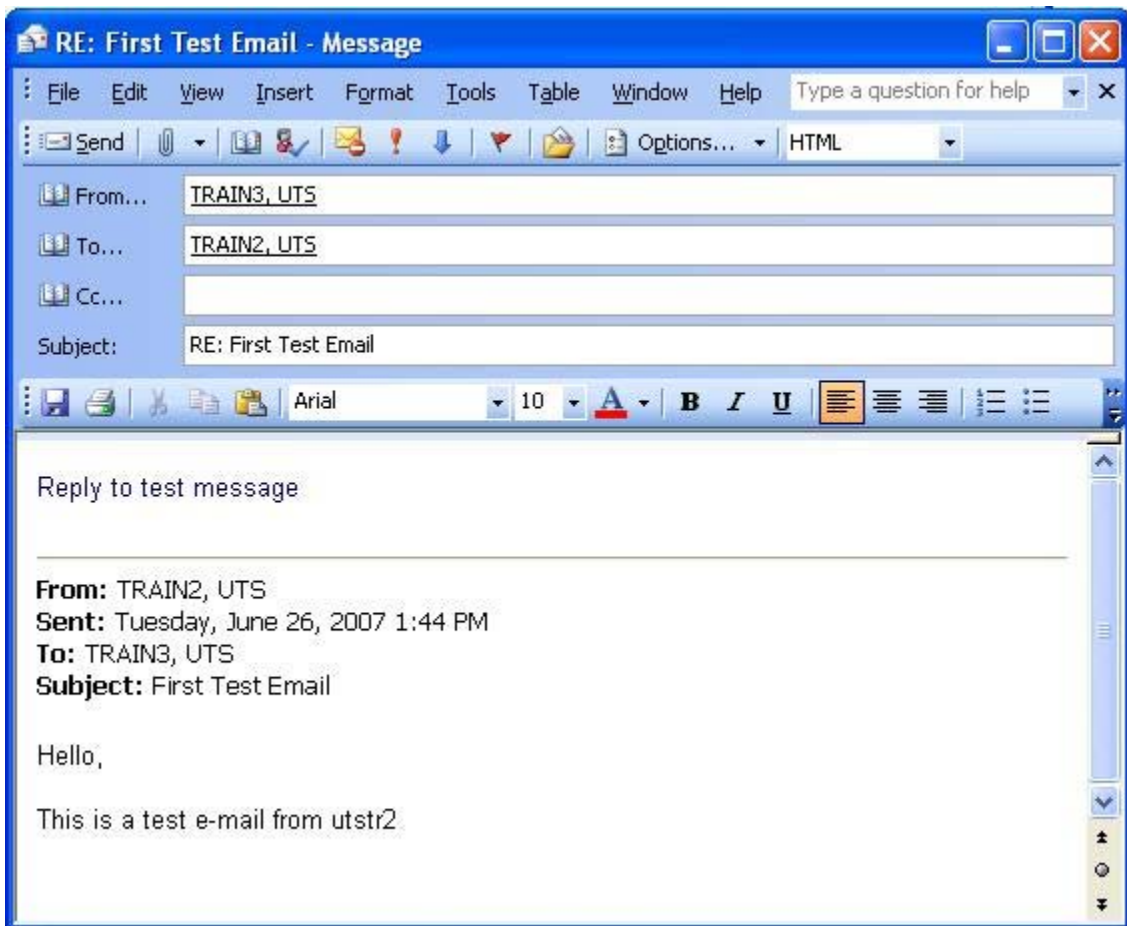 RE: First Test Email - Message
File Edit View Insert Format Tools Table Window Help Type a question for help
Send Options... HTML
From... TRAIN3, UTS
To... TRAIN2, UTS
Cc...
Subject: RE: First Test Email
Arial 10 A B I U
Reply to test message
From: TRAIN2, UTS
Sent: Tuesday, June 26, 2007 1:44 PM
To: TRAIN3, UTS
Subject: First Test Email
Hello,
This is a test e-mail from utstr2